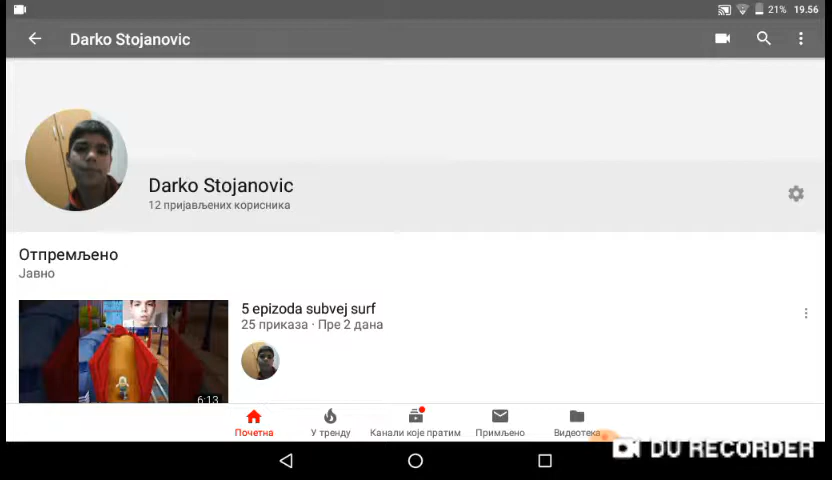 21% 19.56
Darko Stojanovic
Darko Stojanovic
12 пријављених корисника
Отпремљено
Јавно
5 epizoda subvej surf
25 приказа · Пре 2 дана
6:13
Почетна У тренду Канали које пратим Примљено Видеотека
DU RECORDER